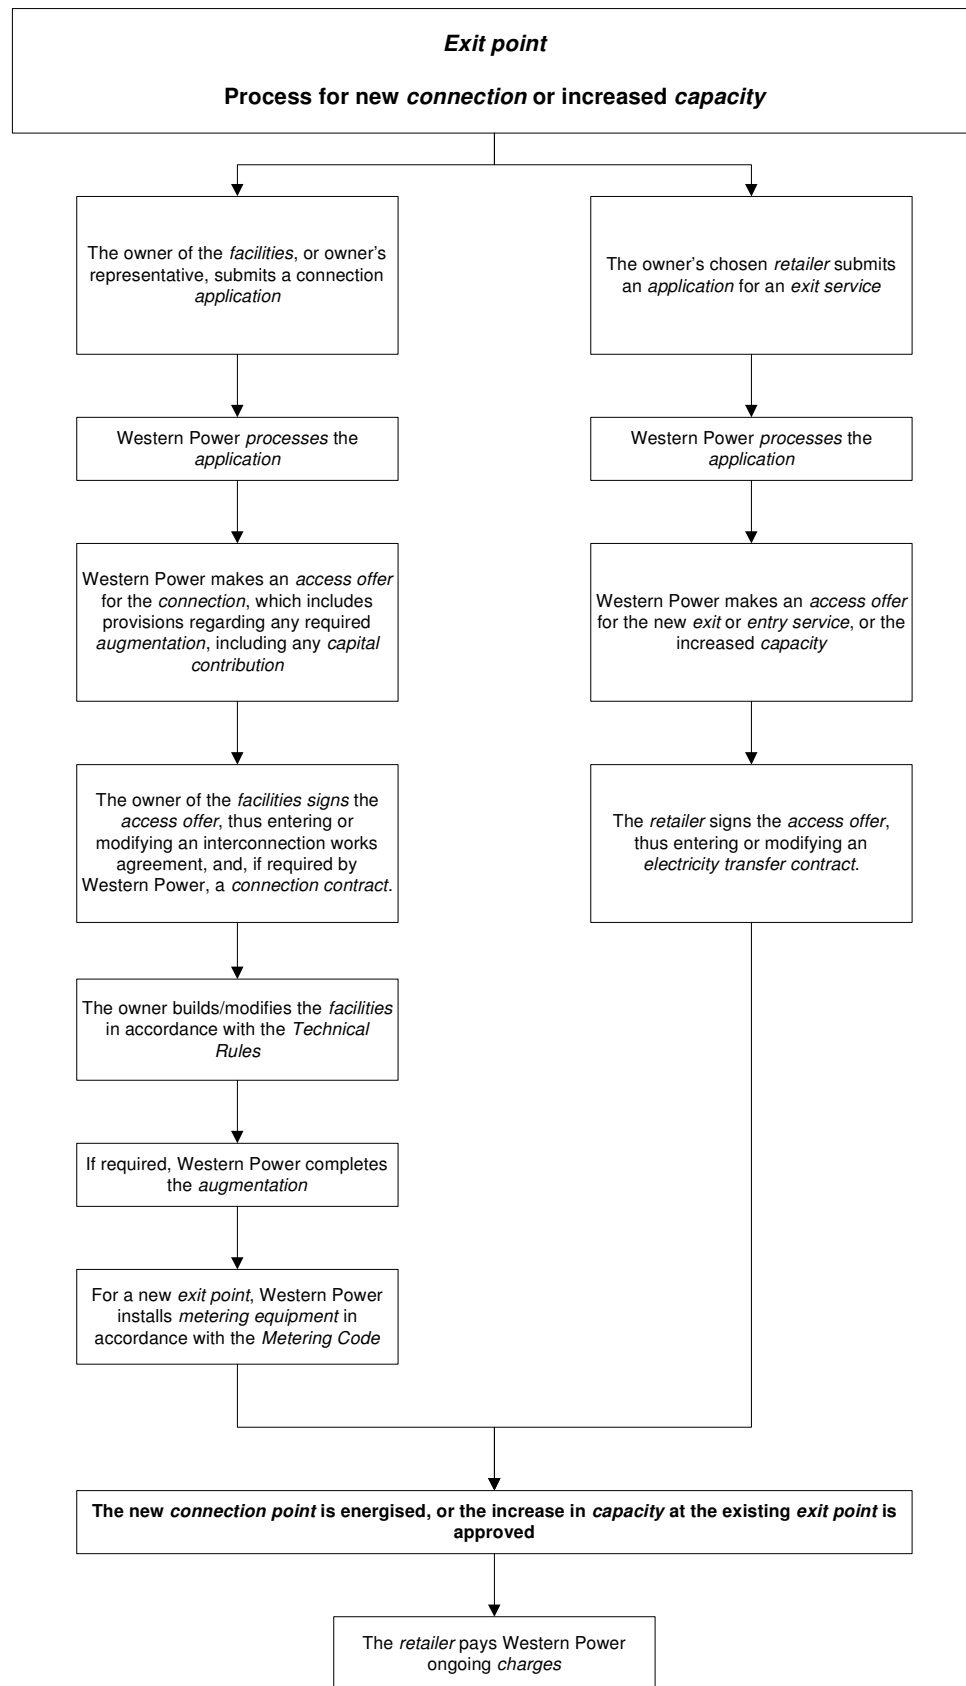 Exit point
Process for new connection or increased capacity
The owner of the facilities, or owner's
representative, submits a connection
application
The owner's chosen retailer submits
an application for an exit service
Western Power processes the
application
Western Power processes the
application
Western Power makes an access offer
for the connection, which includes
provisions regarding any required
augmentation, including any capital
contribution
Western Power makes an access offer
for the new exit or entry service, or the
increased capacity
The owner of the facilities signs the
access offer, thus entering or
modifying an interconnection works
agreement, and, if required by
Western Power, a connection contract.
The retailer signs the access offer,
thus entering or modifying an
electricity transfer contract.
The owner builds/modifies the facilities
in accordance with the Technical
Rules
If required, Western Power completes
the augmentation
For a new exit point, Western Power
installs metering equipment in
accordance with the Metering Code
The new connection point is energised, or the increase in capacity at the existing exit point is
approved
The retailer pays Western Power
ongoing charges